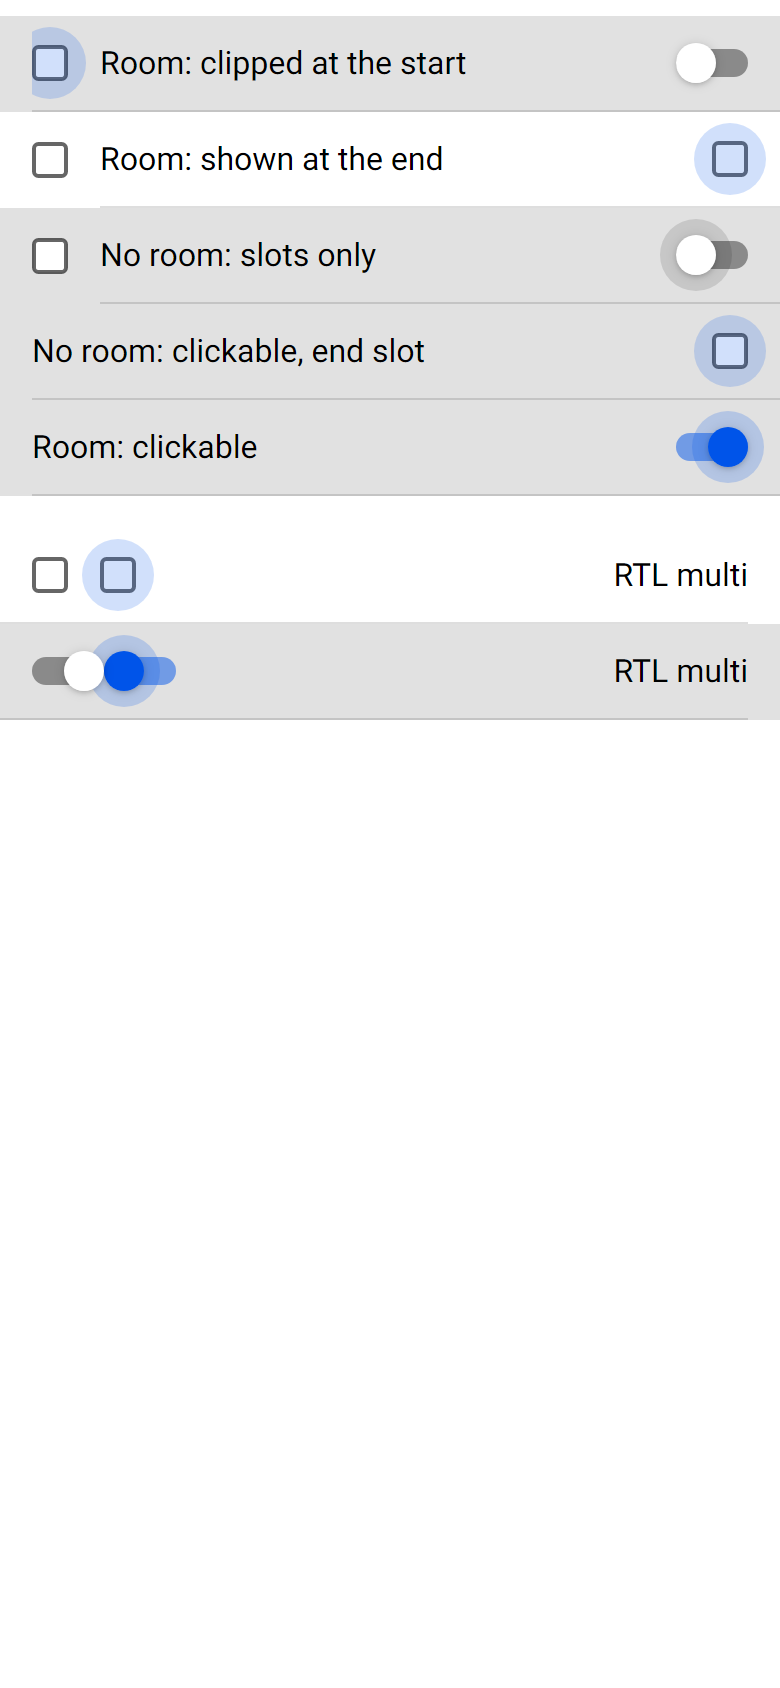 Room: clipped at the start
Room: shown at the end
No room: slots only
No room: clickable, end slot
Room: clickable
RTL multi
RTL multi